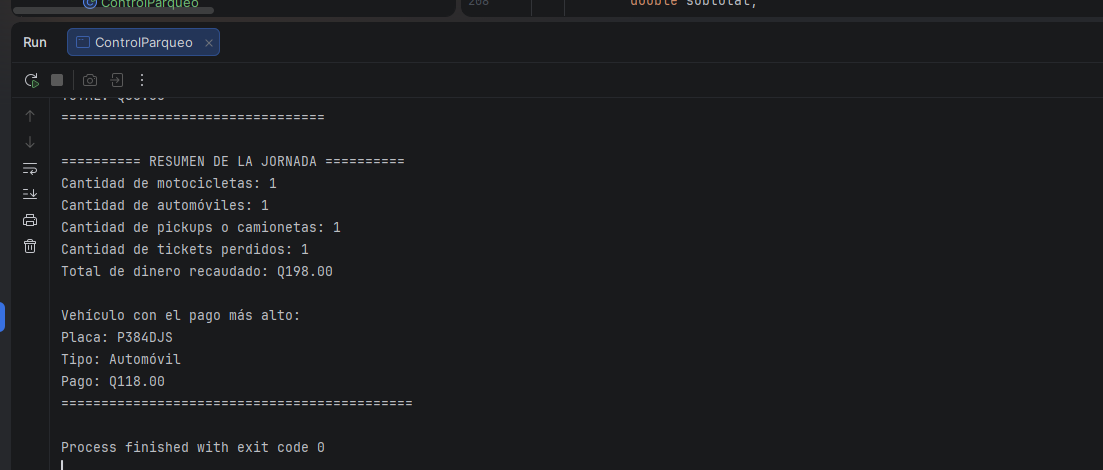 ControlParqueo
208 double subtotal;
Run ControlParqueo
=================================
========== RESUMEN DE LA JORNADA ==========
Cantidad de motocicletas: 1
Cantidad de automóviles: 1
Cantidad de pickups o camionetas: 1
Cantidad de tickets perdidos: 1
Total de dinero recaudado: Q198.00
Vehículo con el pago más alto:
Placa: P384DJS
Tipo: Automóvil
Pago: Q118.00
============================================
Process finished with exit code 0